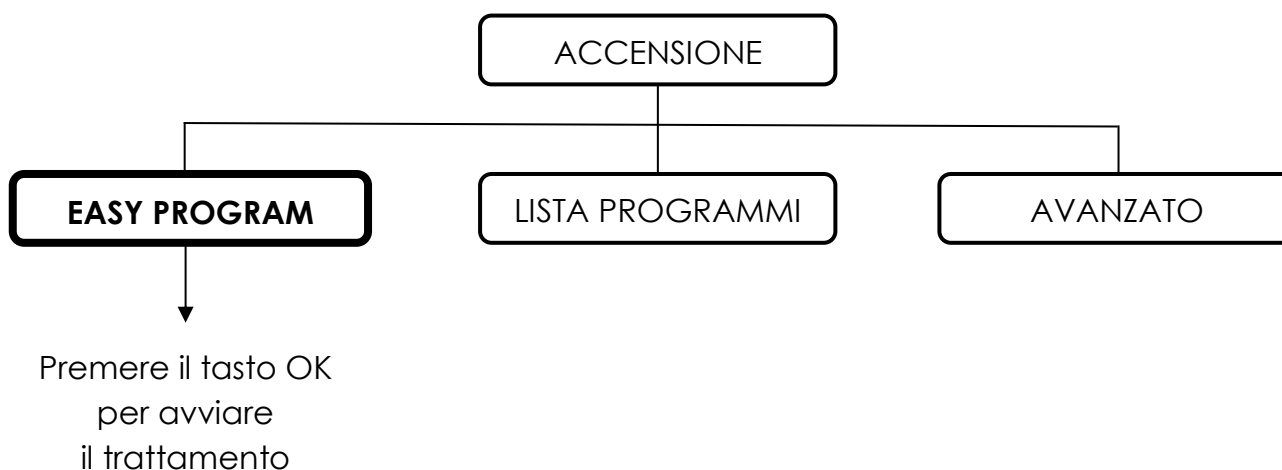 ACCENSIONE
EASY PROGRAM
LISTA PROGRAMMI
AVANZATO
Premere il tasto OK
per avviare
il trattamento